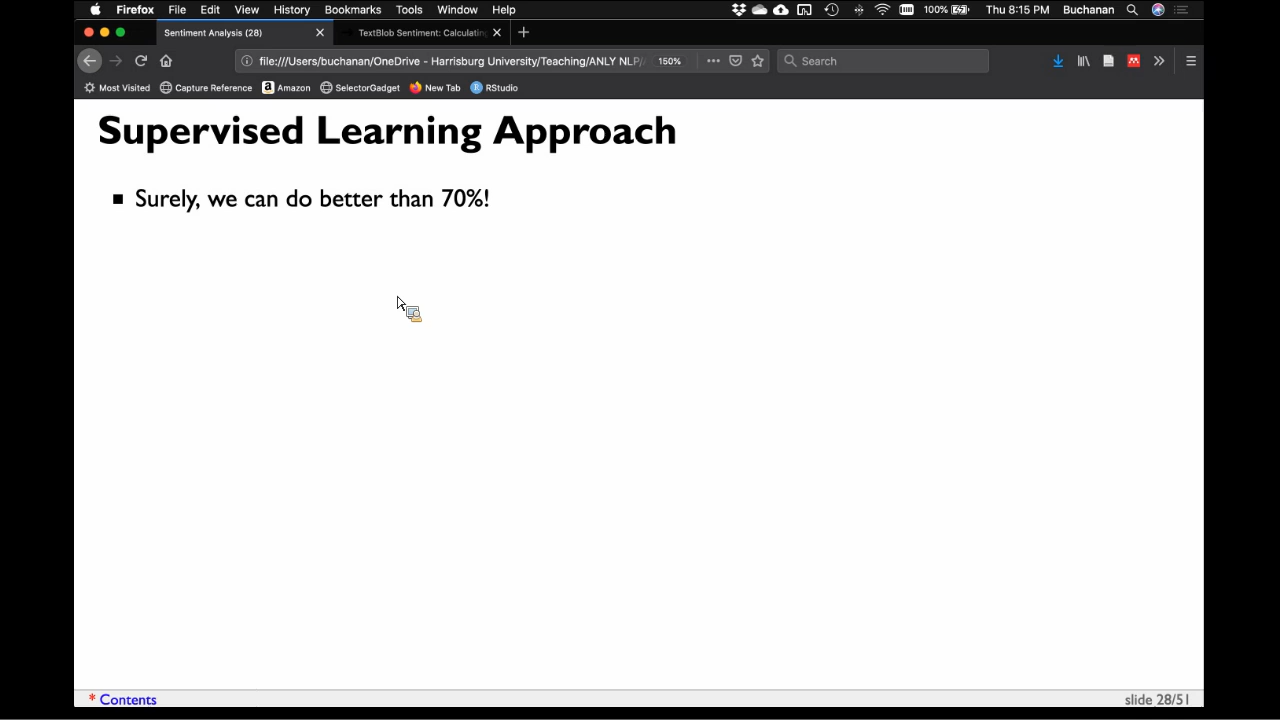 Firefox File Edit View History Bookmarks Tools Window Help 100% Thu 8:15 PM Buchanan
Sentiment Analysis (28) TextBlob Sentiment: Calculating
file:///Users/buchanan/OneDrive - Harrisburg University/Teaching/ANLY NLP/ 150% Search
Most Visited Capture Reference Amazon SelectorGadget New Tab RStudio
Supervised Learning Approach
Surely, we can do better than 70%!
* Contents slide 28/51